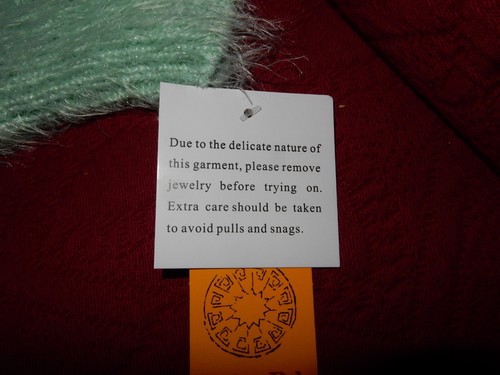 Due to the delicate nature of
this garment, please remove
jewelry before trying on.
Extra care should be taken
to avoid pulls and snags.